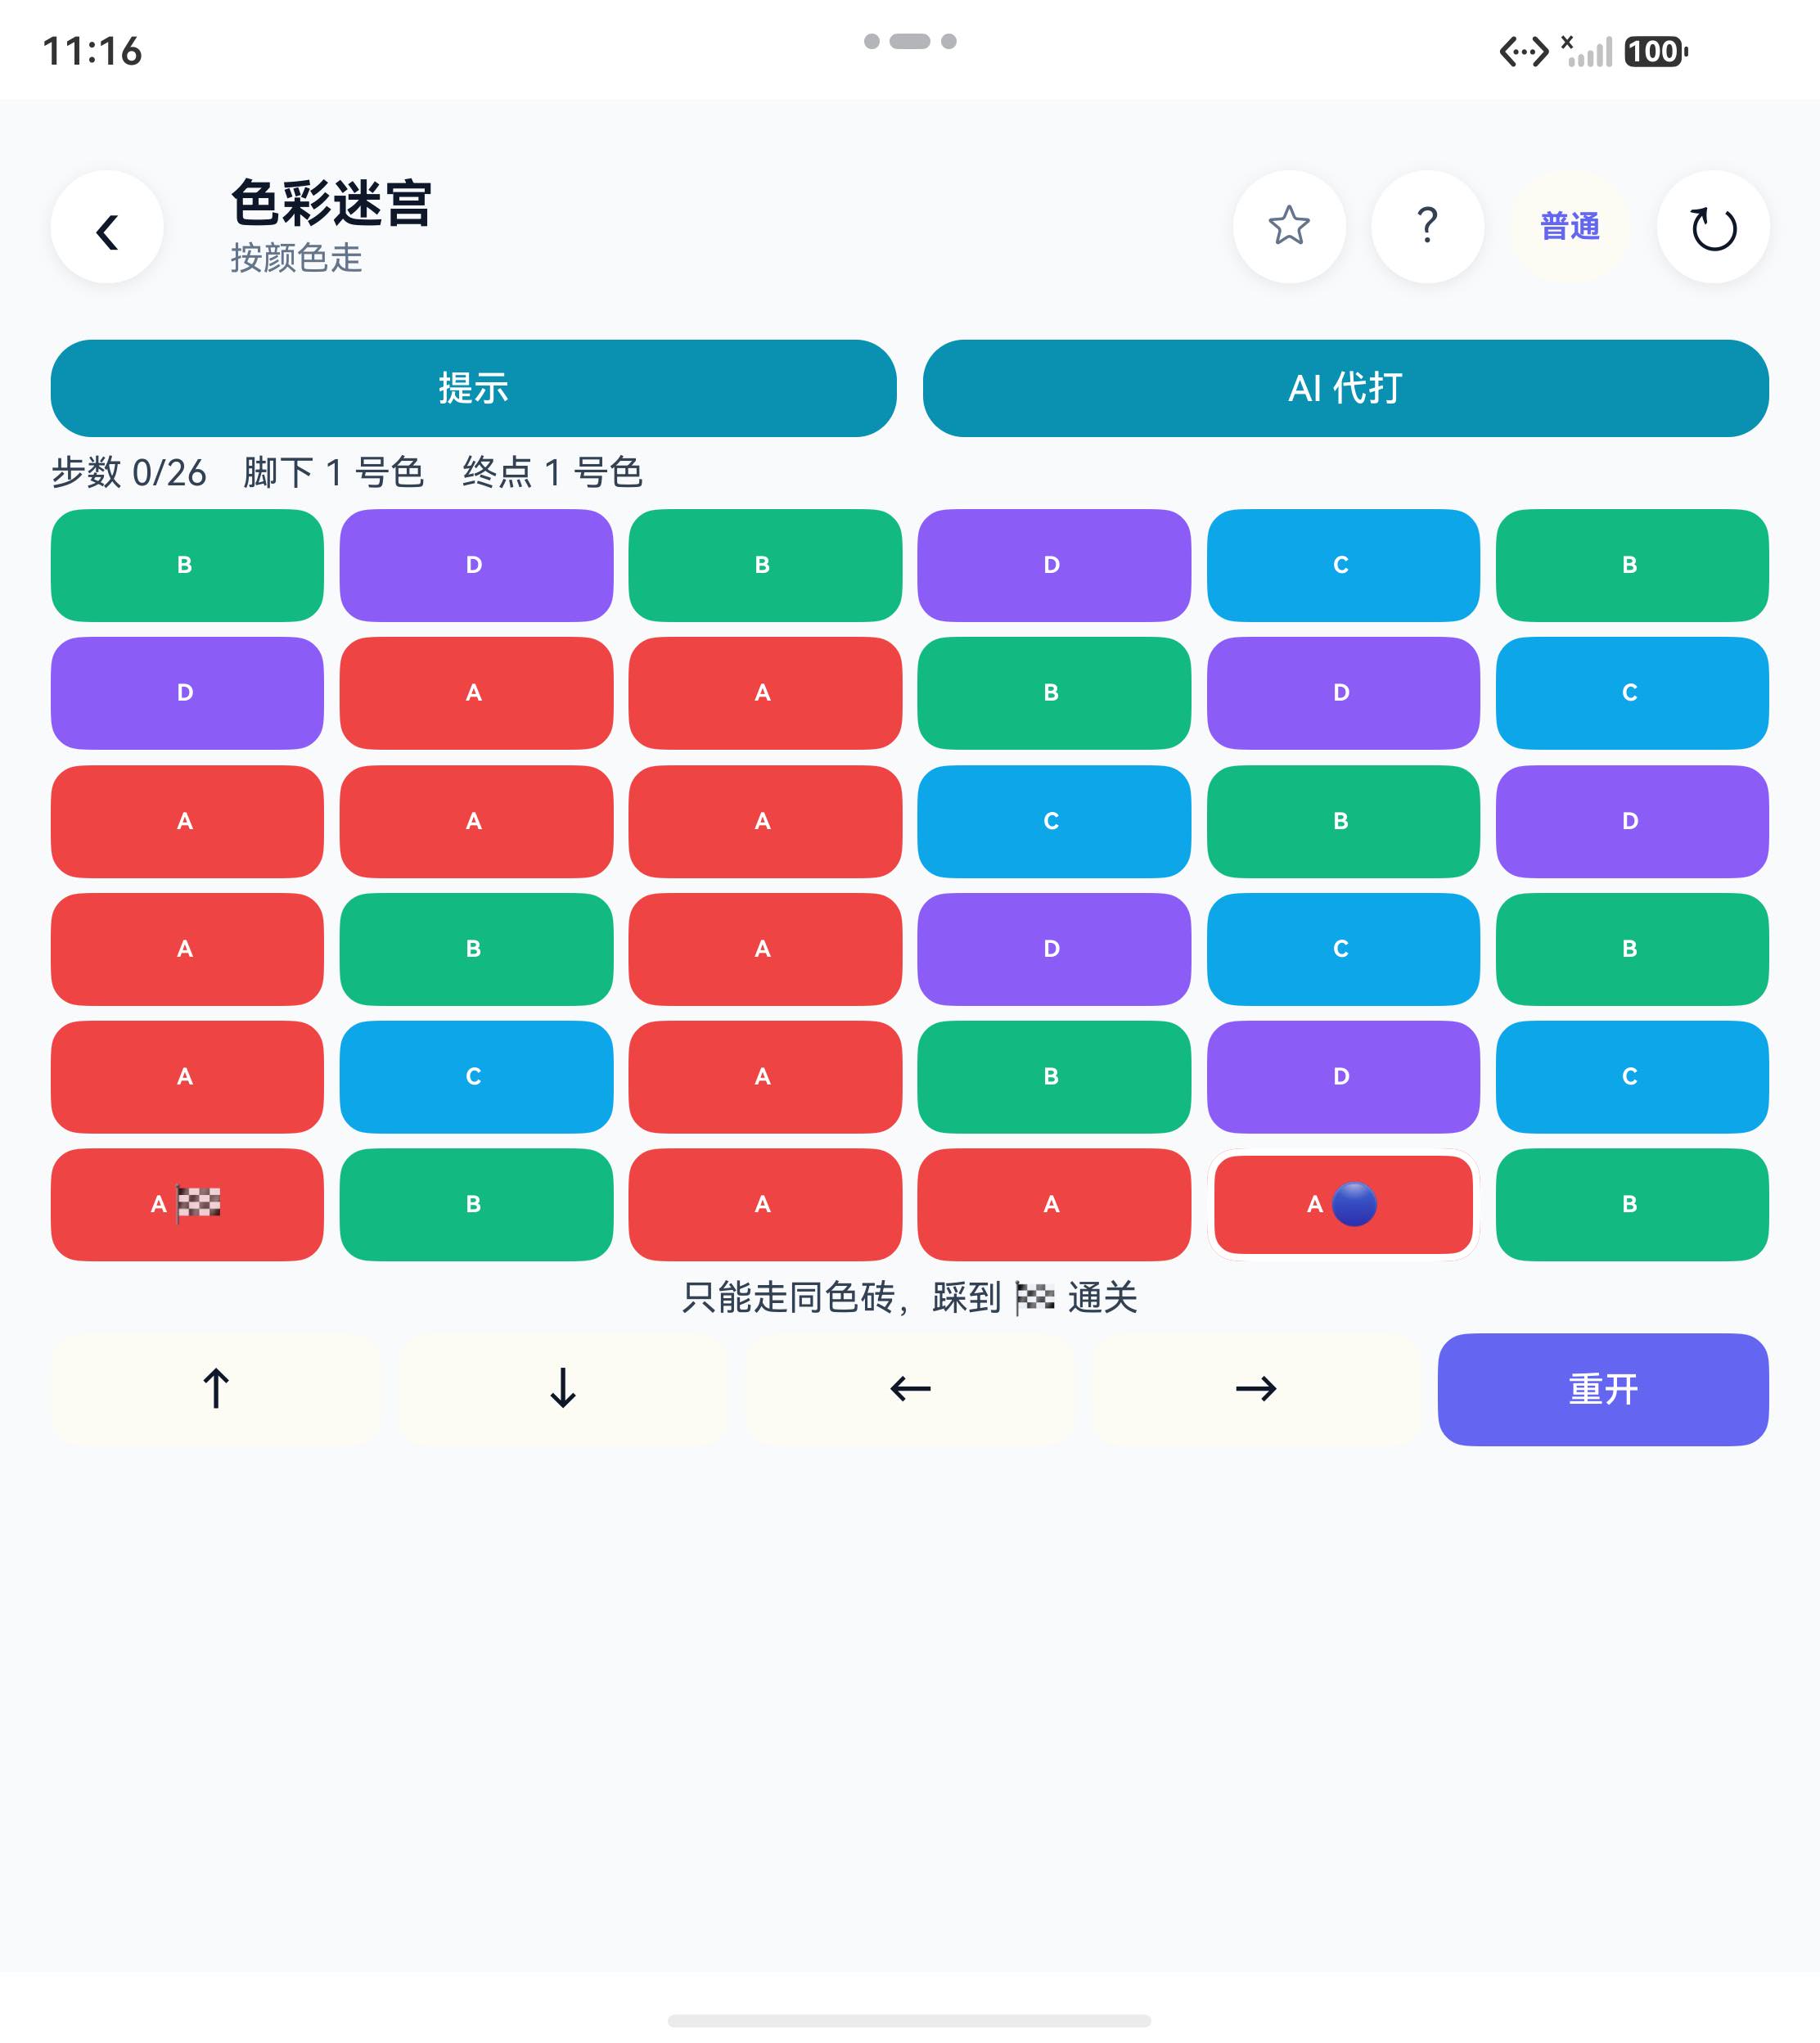 11:16
100
色彩迷宫
按颜色走
?
普通
提示
AI 代打
步数 0/26 脚下 1 号色 终点 1 号色
B D B D C B
D A A B D C
A A A C B D
A B A D C B
A C A B D C
A B A A A B
只能走同色砖，踩到 🏁 通关
↑ ↓ ← → 重开